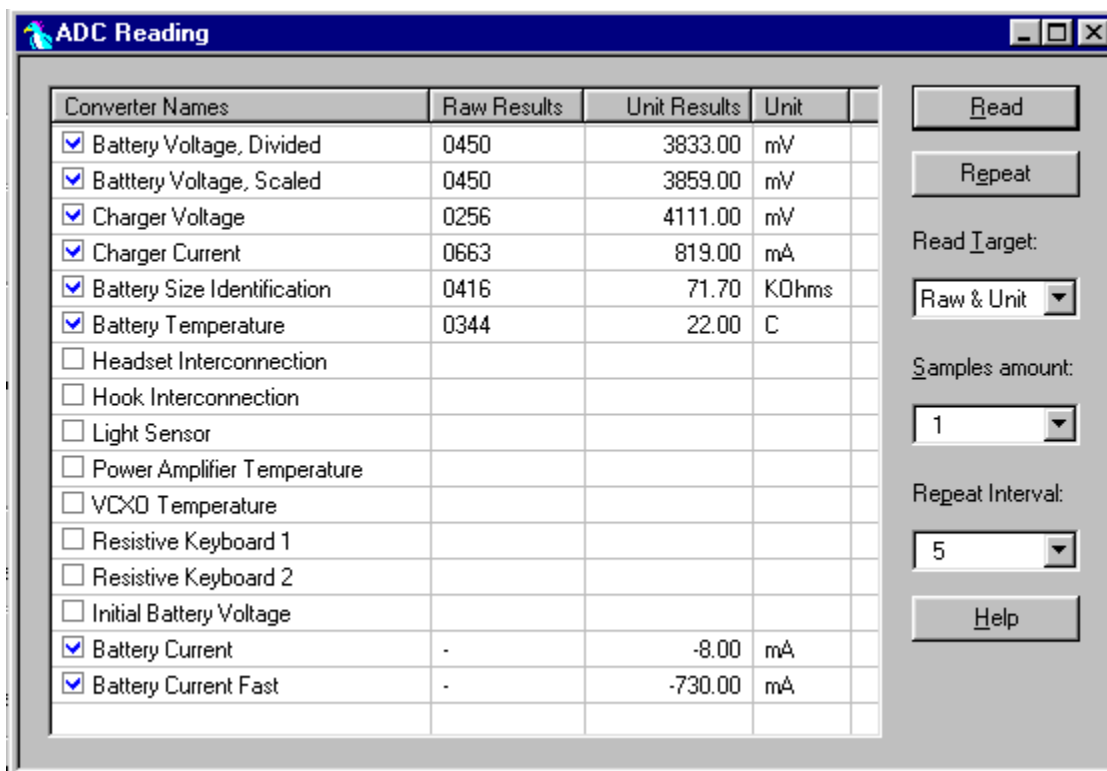 ADC Reading
Converter Names Raw Results Unit Results Unit
Battery Voltage, Divided 0450 3833.00 mV
Batttery Voltage, Scaled 0450 3859.00 mV
Charger Voltage 0256 4111.00 mV
Charger Current 0663 819.00 mA
Battery Size Identification 0416 71.70 KOhms
Battery Temperature 0344 22.00 C
Headset Interconnection
Hook Interconnection
Light Sensor
Power Amplifier Temperature
VCXO Temperature
Resistive Keyboard 1
Resistive Keyboard 2
Initial Battery Voltage
Battery Current - -8.00 mA
Battery Current Fast - -730.00 mA
Read
Repeat
Read Target:
Raw & Unit
Samples amount:
1
Repeat Interval:
5
Help